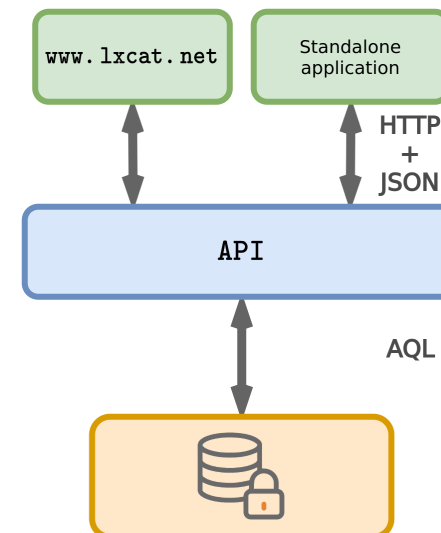 www.lxcat.net
Standalone
application
HTTP
+
JSON
API
AQL